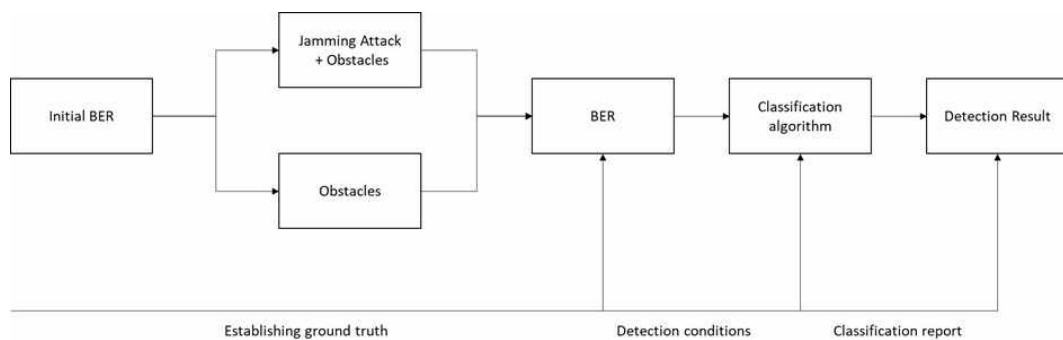 Jamming Attack
+ Obstacles
Initial BER
BER
Classification
algorithm
Detection Result
Obstacles
Establishing ground truth
Detection conditions
Classification report